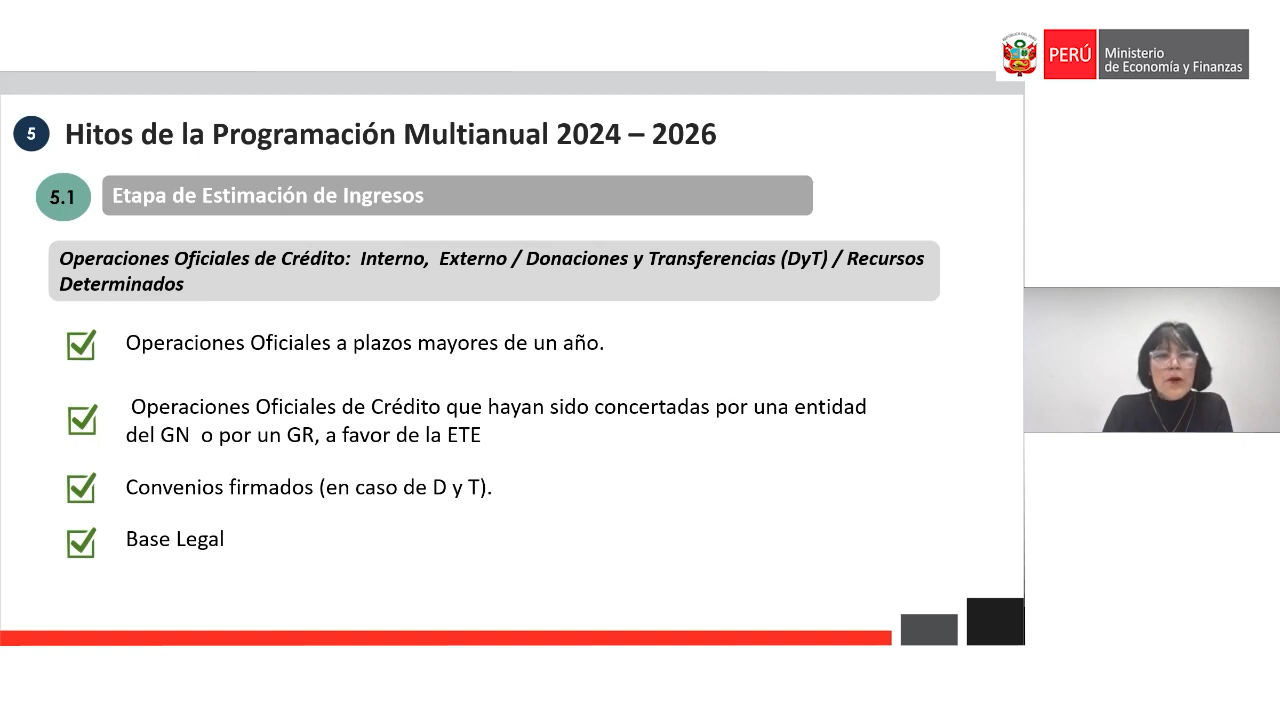 REPÚBLICA DEL PERÚ
PERÚ
Ministerio
de Economía y Finanzas
5
Hitos de la Programación Multianual 2024 – 2026
5.1
Etapa de Estimación de Ingresos
Operaciones Oficiales de Crédito: Interno, Externo / Donaciones y Transferencias (DyT) / Recursos
Determinados
Operaciones Oficiales a plazos mayores de un año.
Operaciones Oficiales de Crédito que hayan sido concertadas por una entidad
del GN o por un GR, a favor de la ETE
Convenios firmados (en caso de D y T).
Base Legal